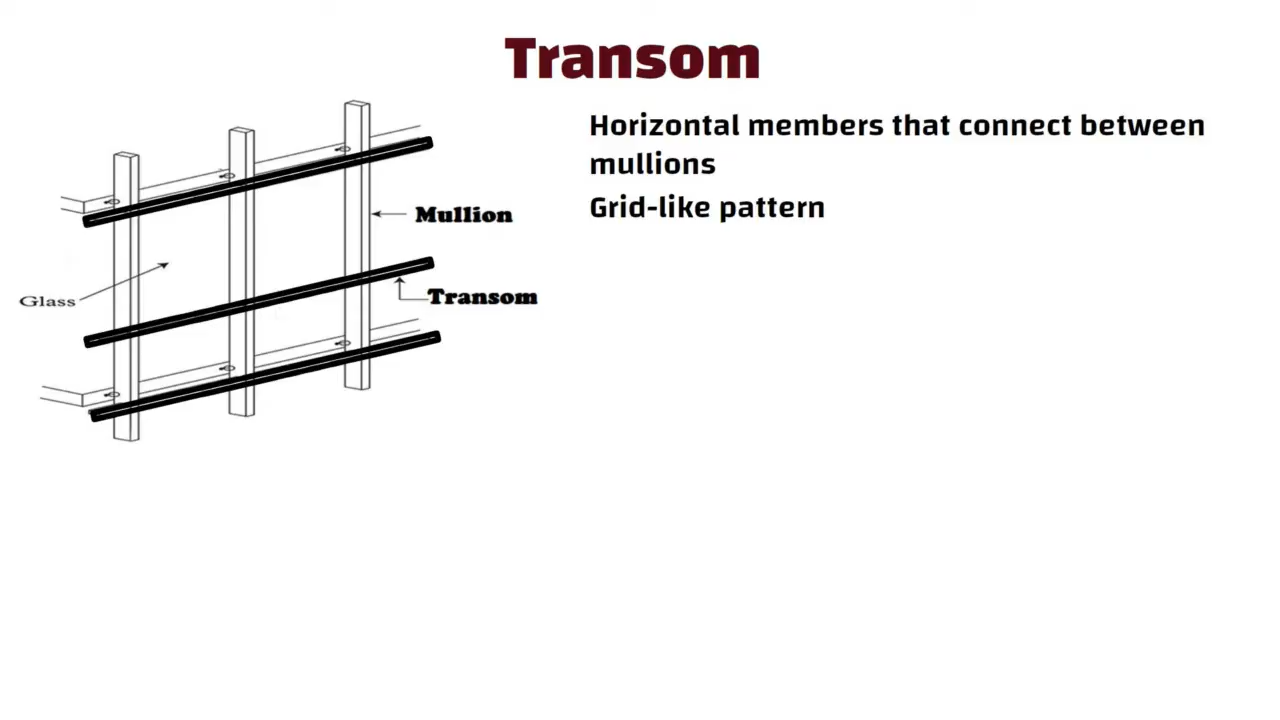 Transom
Horizontal members that connect between
mullions
Grid-like pattern
Mullion
Transom
Glass